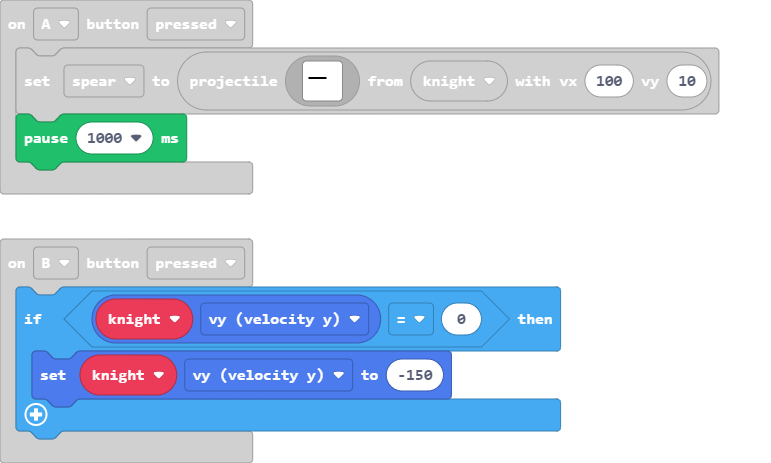 on A button pressed
set spear to projectile from knight with vx 100 vy 10
pause 1000 ms
on B button pressed
if knight vy (velocity y) = 0 then
set knight vy (velocity y) to -150